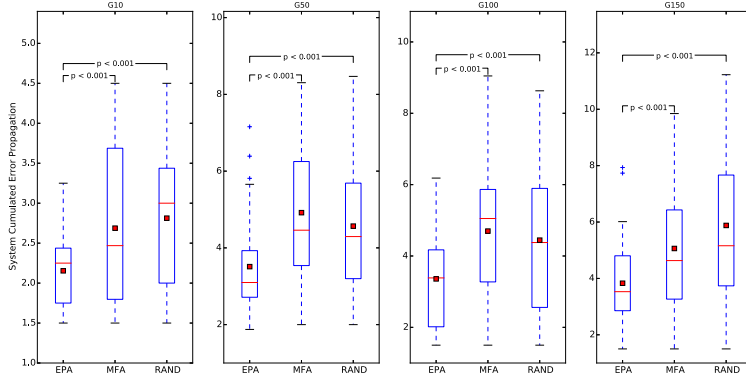 G10
G50
G100
G150
System Cumulated Error Propagation
5.0
4.5
4.0
3.5
3.0
2.5
2.0
1.5
1.0
p < 0.001
p < 0.001
EPA
MFA
RAND
10
8
6
4
2
p < 0.001
p < 0.001
EPA
MFA
RAND
10
8
6
4
2
p < 0.001
p < 0.001
EPA
MFA
RAND
12
10
8
6
4
2
p < 0.001
p < 0.001
EPA
MFA
RAND